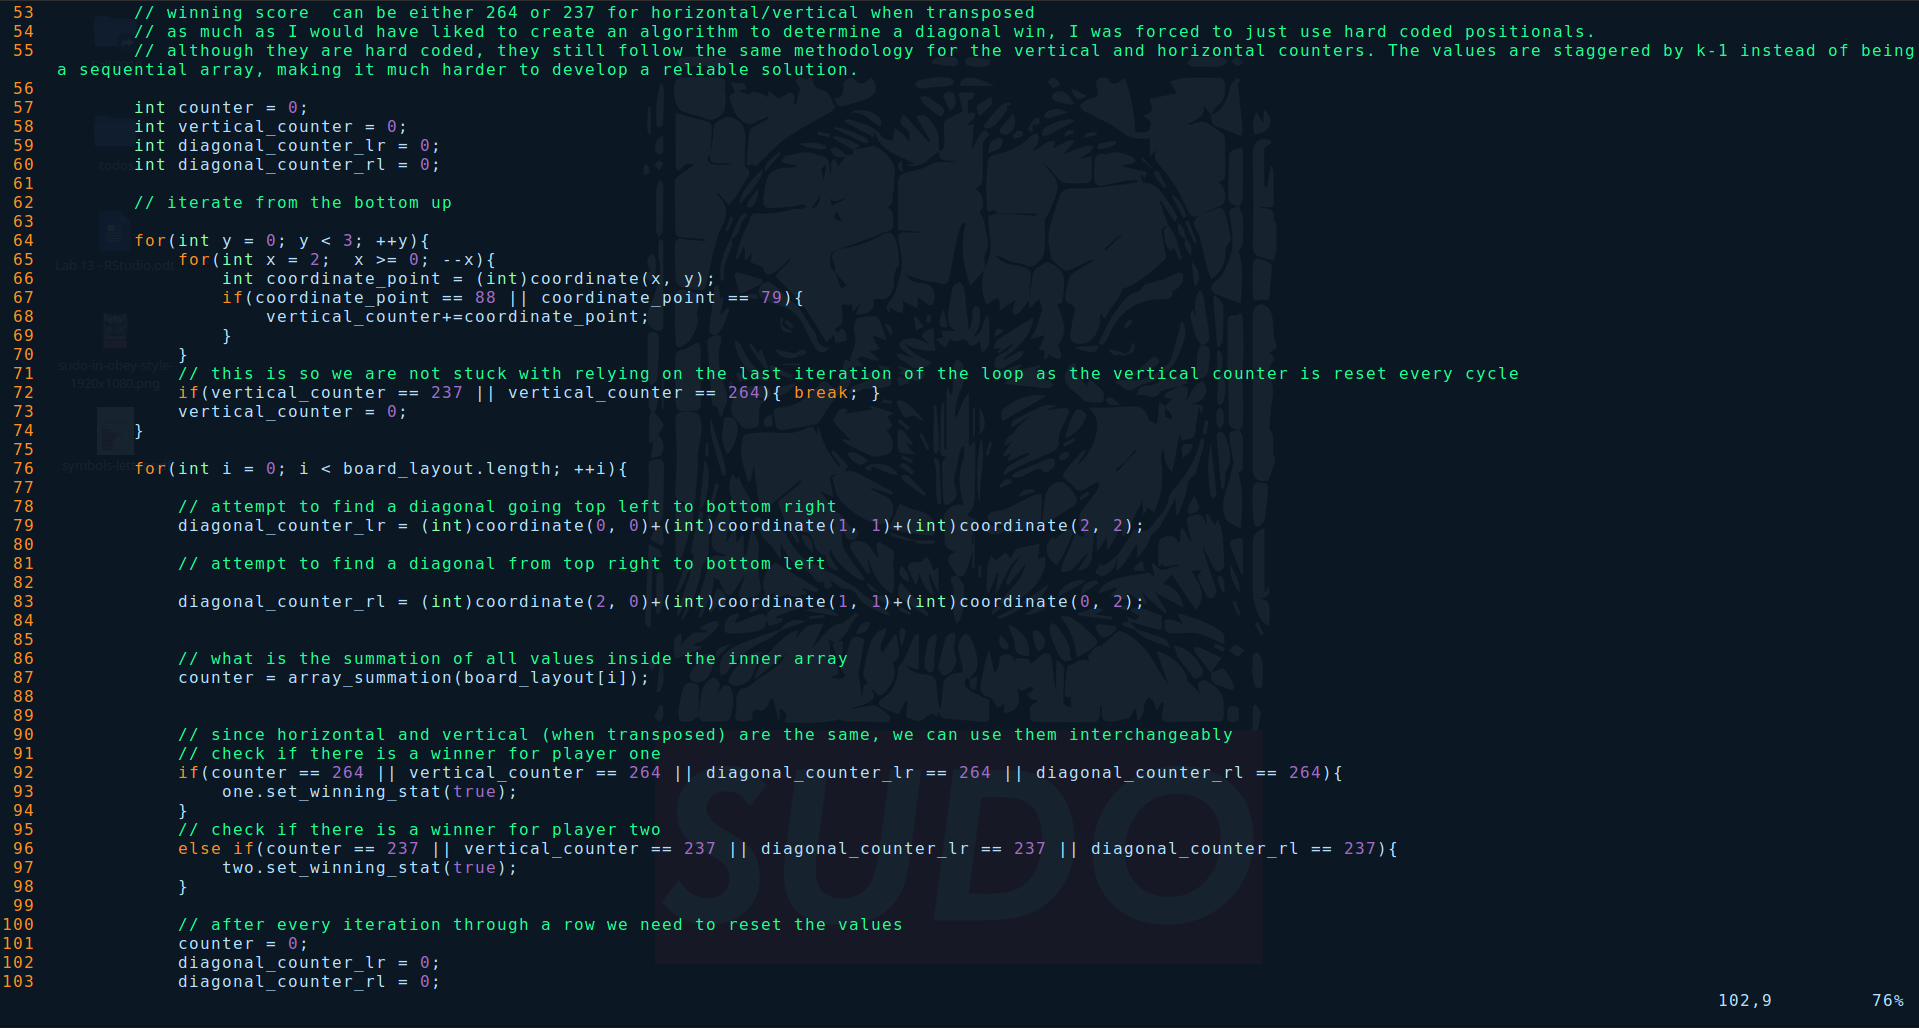 53 // winning score  can be either 264 or 237 for horizontal/vertical when transposed
54 // as much as I would have liked to create an algorithm to determine a diagonal win, I was forced to just use hard coded positionals.
55 // although they are hard coded, they still follow the same methodology for the vertical and horizontal counters. The values are staggered by k-1 instead of being
a sequential array, making it much harder to develop a reliable solution.
56
57 int counter = 0;
58 int vertical_counter = 0;
59 int diagonal_counter_lr = 0;
60 int diagonal_counter_rl = 0;
61
62 // iterate from the bottom up
63
64 for(int y = 0; y < 3; ++y){
65 for(int x = 2;  x >= 0; --x){
66 int coordinate_point = (int)coordinate(x, y);
67 if(coordinate_point == 88 || coordinate_point == 79){
68 vertical_counter+=coordinate_point;
69 }
70 }
71 // this is so we are not stuck with relying on the last iteration of the loop as the vertical counter is reset every cycle
72 if(vertical_counter == 237 || vertical_counter == 264){ break; }
73 vertical_counter = 0;
74 }
75
76 for(int i = 0; i < board_layout.length; ++i){
77
78 // attempt to find a diagonal going top left to bottom right
79 diagonal_counter_lr = (int)coordinate(0, 0)+(int)coordinate(1, 1)+(int)coordinate(2, 2);
80
81 // attempt to find a diagonal from top right to bottom left
82
83 diagonal_counter_rl = (int)coordinate(2, 0)+(int)coordinate(1, 1)+(int)coordinate(0, 2);
84
85
86 // what is the summation of all values inside the inner array
87 counter = array_summation(board_layout[i]);
88
89
90 // since horizontal and vertical (when transposed) are the same, we can use them interchangeably
91 // check if there is a winner for player one
92 if(counter == 264 || vertical_counter == 264 || diagonal_counter_lr == 264 || diagonal_counter_rl == 264){
93 one.set_winning_stat(true);
94 }
95 // check if there is a winner for player two
96 else if(counter == 237 || vertical_counter == 237 || diagonal_counter_lr == 237 || diagonal_counter_rl == 237){
97 two.set_winning_stat(true);
98 }
99
100 // after every iteration through a row we need to reset the values
101 counter = 0;
102 diagonal_counter_lr = 0;
103 diagonal_counter_rl = 0;
102,9 76%
Lab 13 -RStudio.odt
sudo-in-obey-style-
1920x1080.png
SUDO